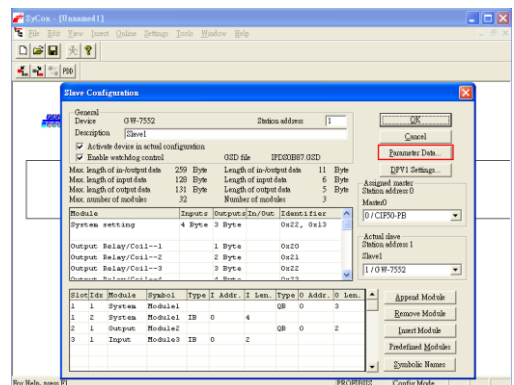 SyCon - [Unnamed1]
File Edit View Insert Online Settings Tools Window Help
Slave Configuration
General
Device GW-7552 Station address 1
Description Slave1
Activate device in actual configuration
Enable watchdog control GSD file IPDS0B87.GSD
Max. length of in-/output data 259 Byte Length of in-/output data 11 Byte
Max. length of input data 128 Byte Length of input data 6 Byte
Max. length of output data 131 Byte Length of output data 5 Byte
Max. number of modules 32 Number of modules 3
OK
Cancel
Parameter Data...
DPV1 Settings...
Assigned master
Station address 0
Master0
0 / CIF50-PB
Actual slave
Station address 1
Slave1
1 / GW-7552
Module Inputs Outputs In/Out Identifier
System setting 4 Byte 3 Byte 0x22, 0x13
Output Relay/Coil--1 1 Byte 0x20
Output Relay/Coil--2 2 Byte 0x21
Output Relay/Coil--3 3 Byte 0x22
Slot Idx Module Symbol Type I Addr. I Len. Type O Addr. O Len.
1 1 System Module1 QB 0 3
1 2 System Module1 IB 0 4
2 1 Output Module2 QB 0 2
3 1 Input Module3 IB 0 2
Append Module
Remove Module
Insert Module
Predefined Modules
Symbolic Names
For Help, press F1
PROFIBUS Config Mode